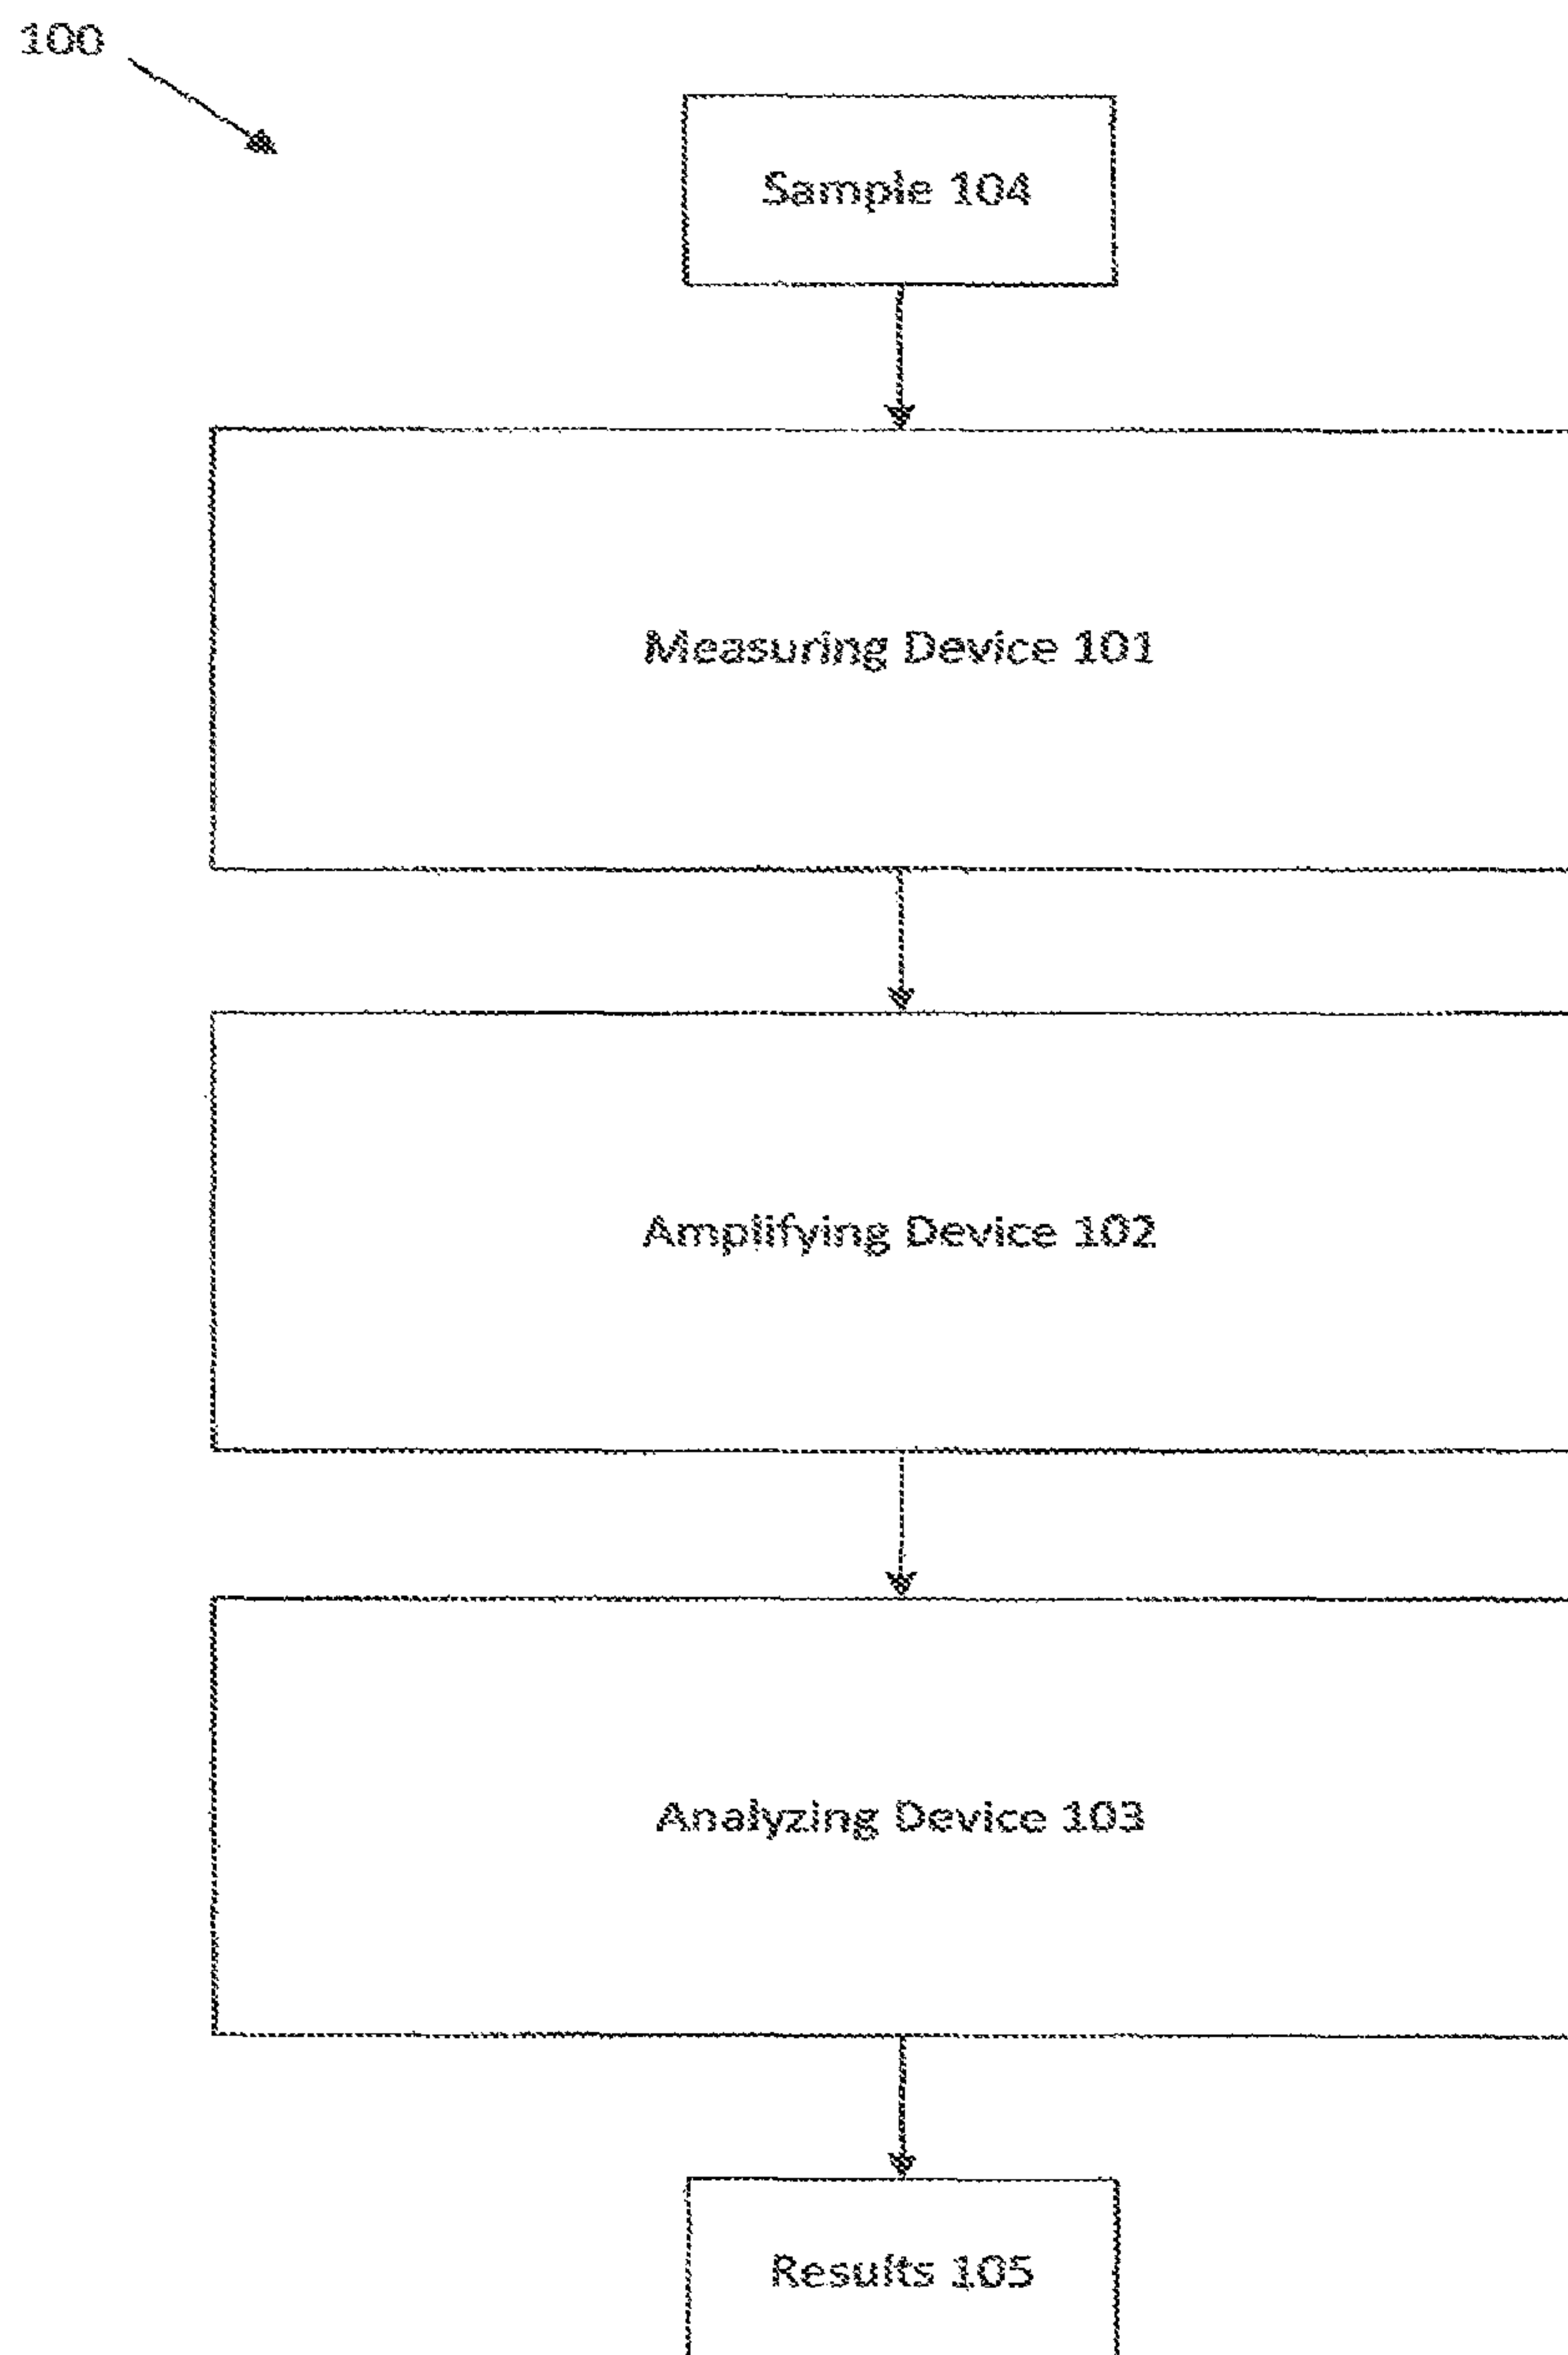 100
Sample 104
Measuring Device 101
Amplifying Device 102
Analyzing Device 103
Results 105